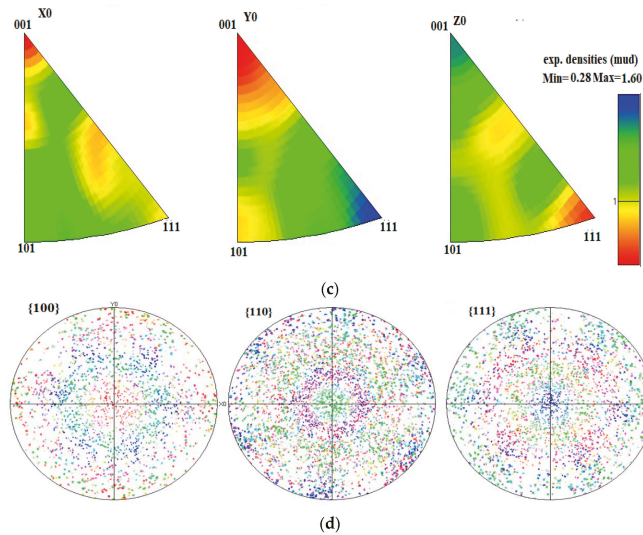 X0
001
101
111
Y0
001
101
111
Z0
001
101
111
exp. densities (mud)
Min=0.28 Max=1.60
1
(c)
{100}
Y0
X0
{110}
{111}
(d)